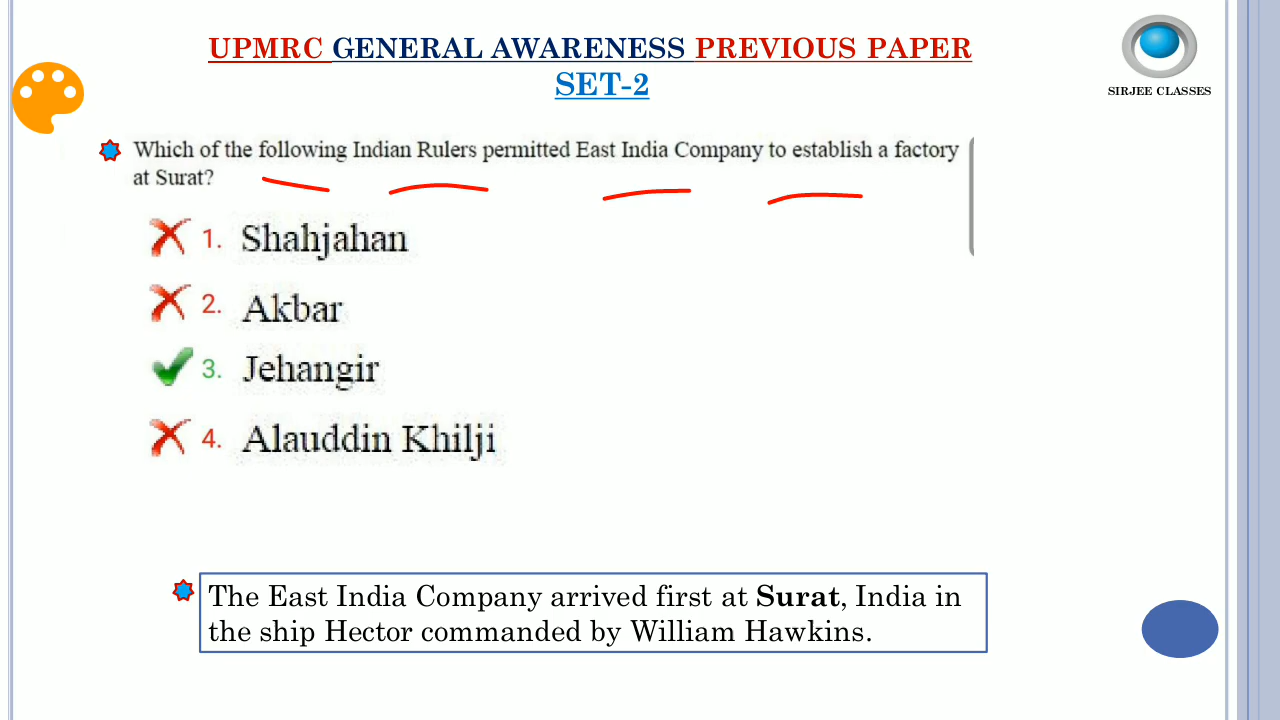 UPMRC GENERAL AWARENESS PREVIOUS PAPER
SET-2
SIRJEE CLASSES
Which of the following Indian Rulers permitted East India Company to establish a factory
at Surat?
1. Shahjahan
2. Akbar
3. Jehangir
4. Alauddin Khilji
The East India Company arrived first at Surat, India in
the ship Hector commanded by William Hawkins.